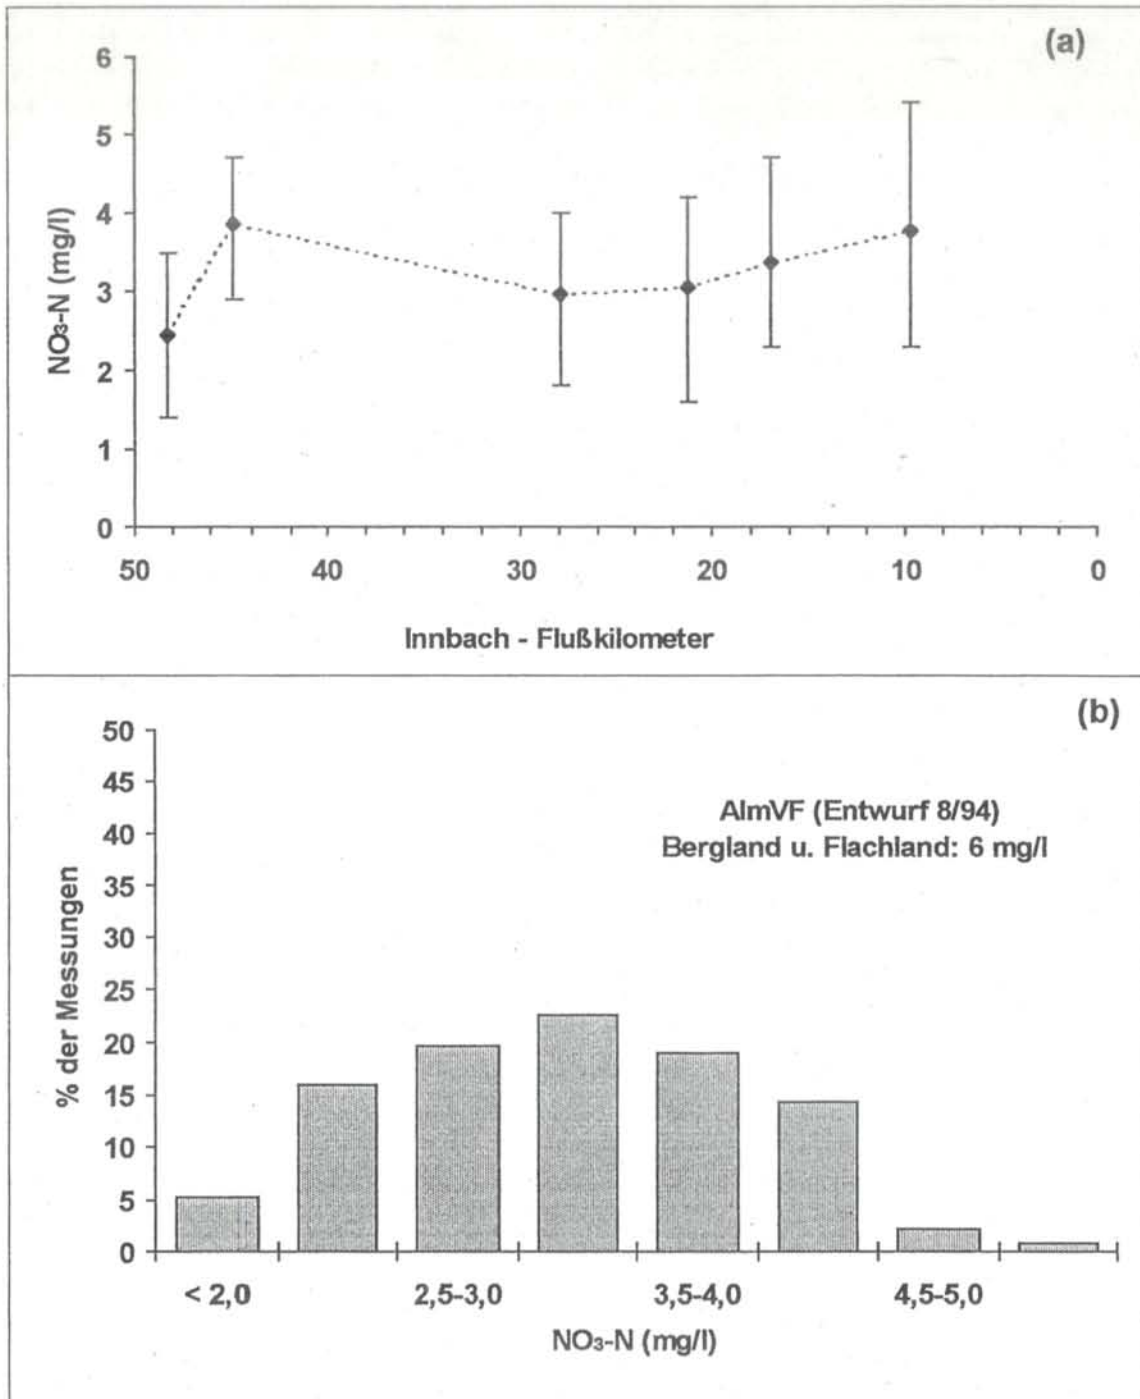 (a)
6
5
4
3
2
1
0
NO₃-N (mg/l)
50 40 30 20 10 0
Innbach - Flußkilometer
(b)
50
45
40
35
30
25
20
15
10
5
0
% der Messungen
AlmVF (Entwurf 8/94)
Bergland u. Flachland: 6 mg/l
< 2,0 2,5-3,0 3,5-4,0 4,5-5,0
NO₃-N (mg/l)